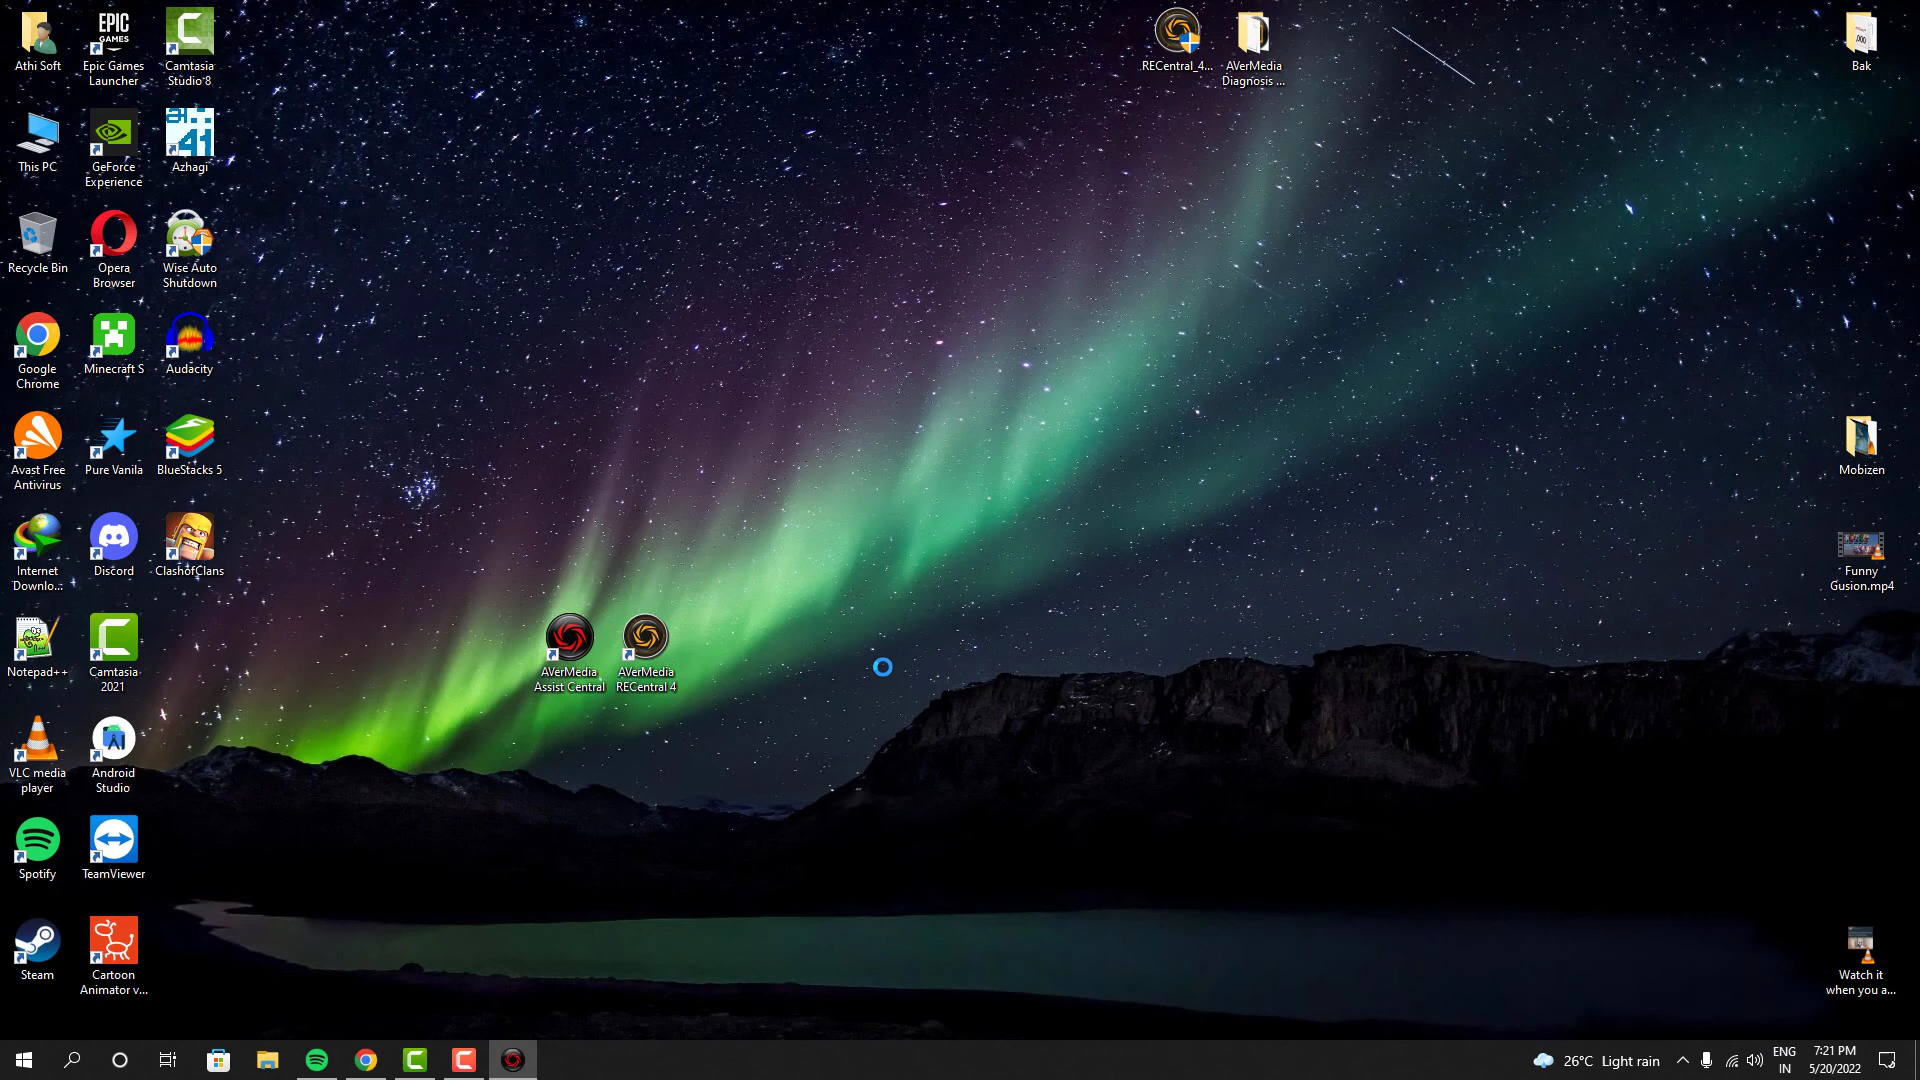 Athi Soft
EPIC
GAMES
Epic Games
Launcher
Camtasia
Studio 8
This PC
GeForce
Experience
41
Azhagi
Recycle Bin
Opera
Browser
Wise Auto
Shutdown
Google
Chrome
Minecraft S
Audacity
Avast Free
Antivirus
Pure Vanila
BlueStacks 5
Internet
Downlo...
Discord
ClashofClans
Notepad++
Camtasia
2021
VLC media
player
Android
Studio
Spotify
TeamViewer
Steam
Cartoon
Animator v...
AVerMedia
Assist Central
AVerMedia
RECentral 4
RECentral_4...
AVerMedia
Diagnosis ...
Bak
Mobizen
Funny
Gusion.mp4
Watch it
when you a...
26°C Light rain
ENG
IN
7:21 PM
5/20/2022